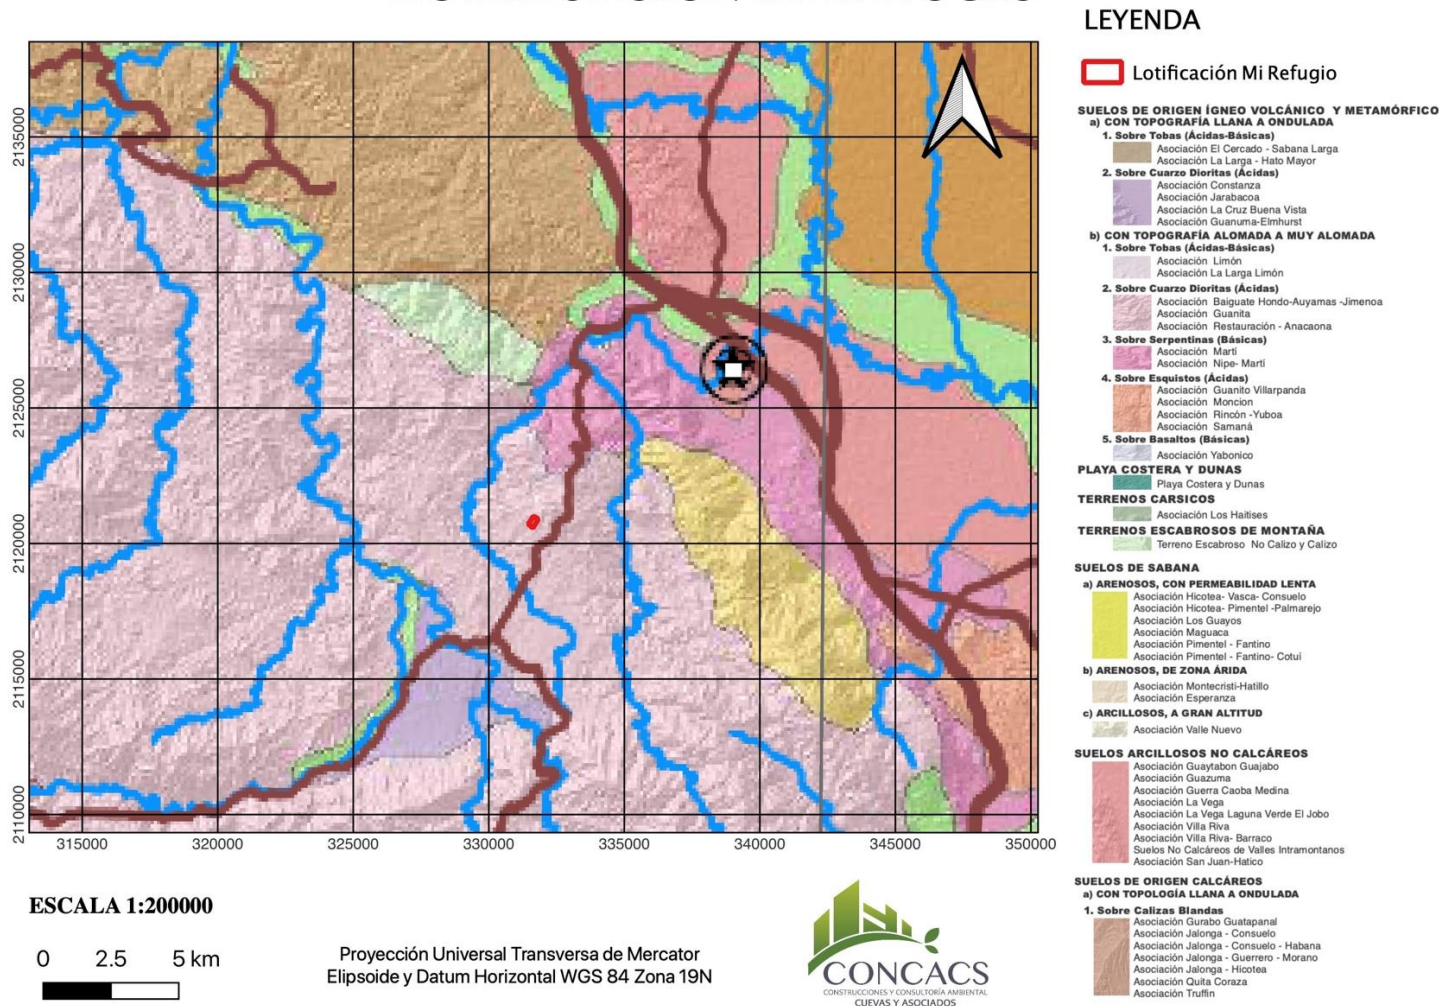 LEYENDA
Lotificación Mi Refugio
SUELOS DE ORIGEN ÍGNEO VOLCÁNICO Y METAMÓRFICO
a) CON TOPOGRAFÍA LLANA A ONDULADA
1. Sobre Tobas (Ácidas-Básicas)
Asociación El Cercado - Sabana Larga
Asociación La Larga - Hato Mayor
2. Sobre Cuarzo Dioritas (Ácidas)
Asociación Constanza
Asociación Jarabacoa
Asociación La Cruz Buena Vista
Asociación Guanuma-Elmhurst
b) CON TOPOGRAFÍA ALOMADA A MUY ALOMADA
1. Sobre Tobas (Ácidas-Básicas)
Asociación Limón
Asociación La Larga Limón
2. Sobre Cuarzo Dioritas (Ácidas)
Asociación Baiguate Hondo-Auyamas -Jimenoa
Asociación Guanita
Asociación Restauración - Anacaona
3. Sobre Serpentinas (Básicas)
Asociación Martí
Asociación Nipe- Martí
4. Sobre Esquistos (Ácidas)
Asociación Guanito Villarpanda
Asociación Moncion
Asociación Rincón -Yuboa
Asociación Samaná
5. Sobre Basaltos (Básicas)
Asociación Yabonico
PLAYA COSTERA Y DUNAS
Playa Costera y Dunas
TERRENOS CARSICOS
Asociación Los Haitises
TERRENOS ESCABROSOS DE MONTAÑA
Terreno Escabroso No Calizo y Calizo
SUELOS DE SABANA
a) ARENOSOS, CON PERMEABILIDAD LENTA
Asociación Hicotea- Vasca- Consuelo
Asociación Hicotea- Pimentel -Palmarejo
Asociación Los Guayos
Asociación Maguaca
Asociación Pimentel - Fantino
Asociación Pimentel - Fantino- Cotuí
b) ARENOSOS, DE ZONA ÁRIDA
Asociación Montecristi-Hatillo
Asociación Esperanza
c) ARCILLOSOS, A GRAN ALTITUD
Asociación Valle Nuevo
SUELOS ARCILLOSOS NO CALCÁREOS
Asociación Guaytabon Guajabo
Asociación Guazuma
Asociación Guerra Caoba Medina
Asociación La Vega
Asociación La Vega Laguna Verde El Jobo
Asociación Villa Riva
Asociación Villa Riva- Barraco
Suelos No Calcáreos de Valles Intramontanos
Asociación San Juan-Hatico
SUELOS DE ORIGEN CALCÁREOS
a) CON TOPOLOGÍA LLANA A ONDULADA
1. Sobre Calizas Blandas
Asociación Gurabo Guatapanal
Asociación Jalonga - Consuelo
Asociación Jalonga - Consuelo - Habana
Asociación Jalonga - Guerrero - Morano
Asociación Jalonga - Hicotea
Asociación Quita Coraza
Asociación Truffin
2135000
2130000
2125000
2120000
2115000
2110000
315000 320000 325000 330000 335000 340000 345000 350000
ESCALA 1:200000
0 2.5 5 km
Proyección Universal Transversa de Mercator
Elipsoide y Datum Horizontal WGS 84 Zona 19N
CONCACS
CONSTRUCCIONES Y CONSULTORÍA AMBIENTAL
CUEVAS Y ASOCIADOS